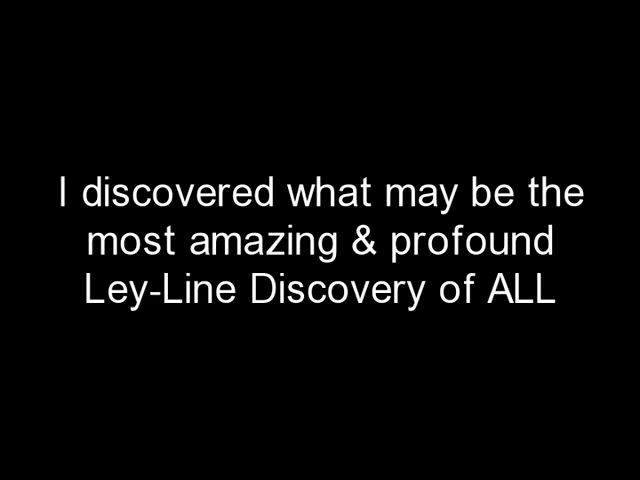 I discovered what may be the
most amazing & profound
Ley-Line Discovery of ALL